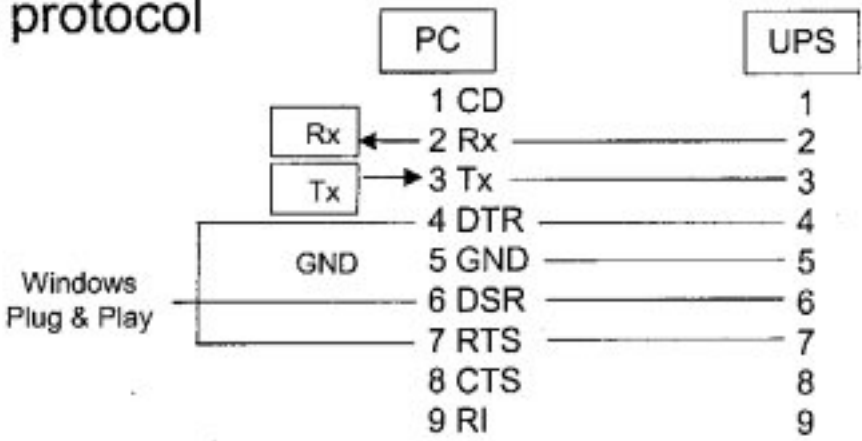 protocol
PC UPS
1 CD 1
Rx 2 Rx 2
Tx 3 Tx 3
4 DTR 4
GND 5 GND 5
Windows
Plug & Play
6 DSR 6
7 RTS 7
8 CTS 8
9 RI 9